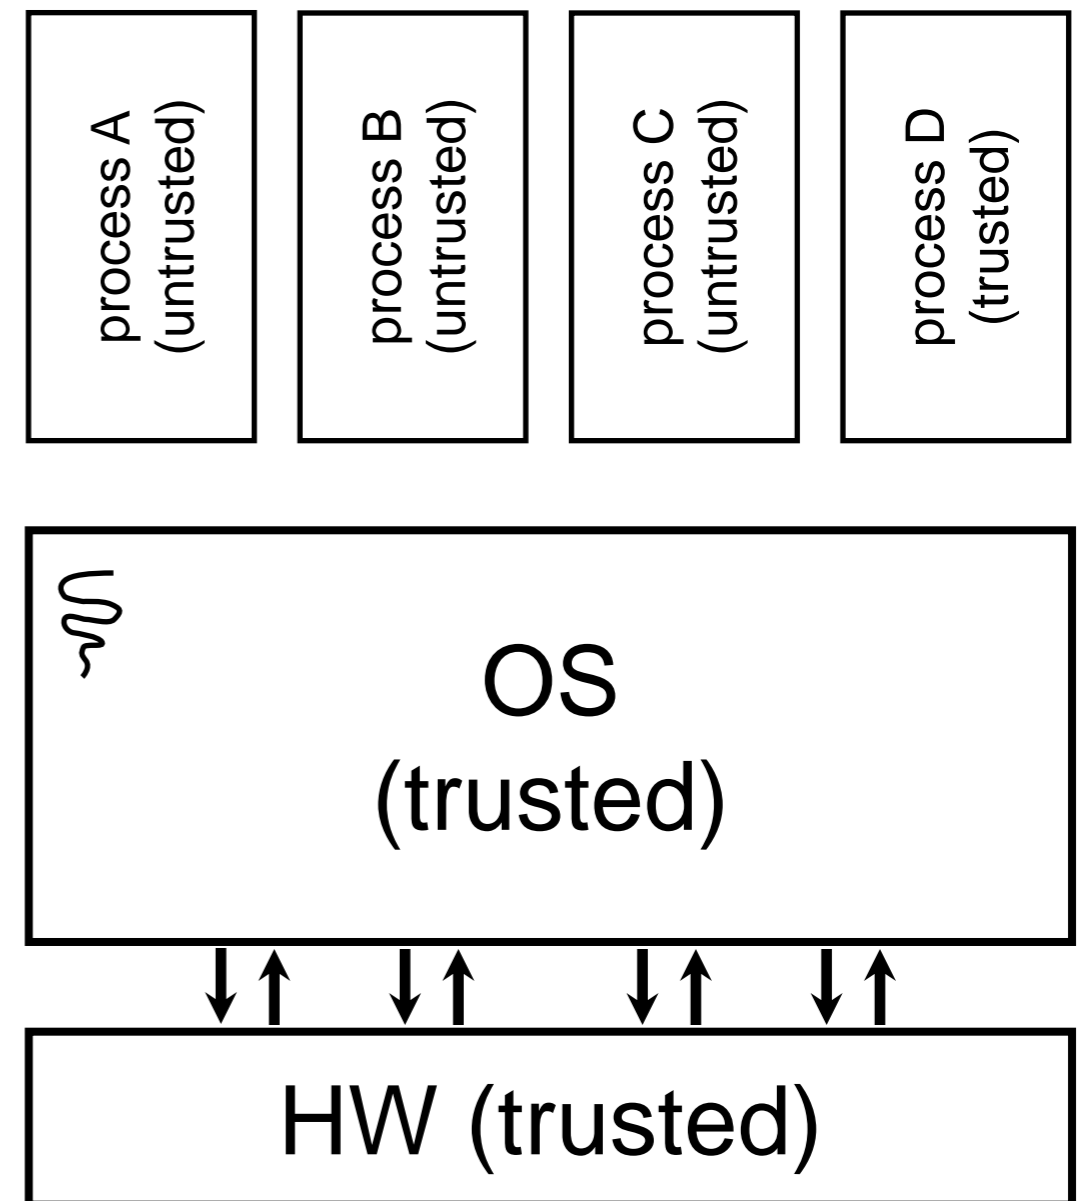 process A
(untrusted)
process B
(untrusted)
process C
(untrusted)
process D
(trusted)
OS
(trusted)
HW (trusted)